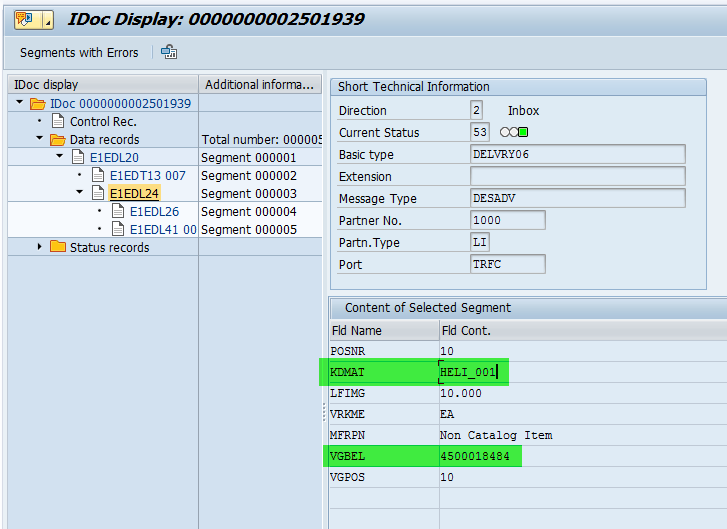 IDoc Display: 0000000002501939
Segments with Errors
IDoc display Additional informa...
IDoc 0000000002501939
Control Rec.
Data records Total number: 000005
E1EDL20 Segment 000001
E1EDT13 007 Segment 000002
E1EDL24 Segment 000003
E1EDL26 Segment 000004
E1EDL41 00 Segment 000005
Status records
Short Technical Information
Direction 2 Inbox
Current Status 53
Basic type DELVRY06
Extension
Message Type DESADV
Partner No. 1000
Partn.Type LI
Port TRFC
Content of Selected Segment
Fld Name Fld Cont.
POSNR 10
KDMAT HELI_001
LFIMG 10.000
VRKME EA
MFRPN Non Catalog Item
VGBEL 4500018484
VGPOS 10